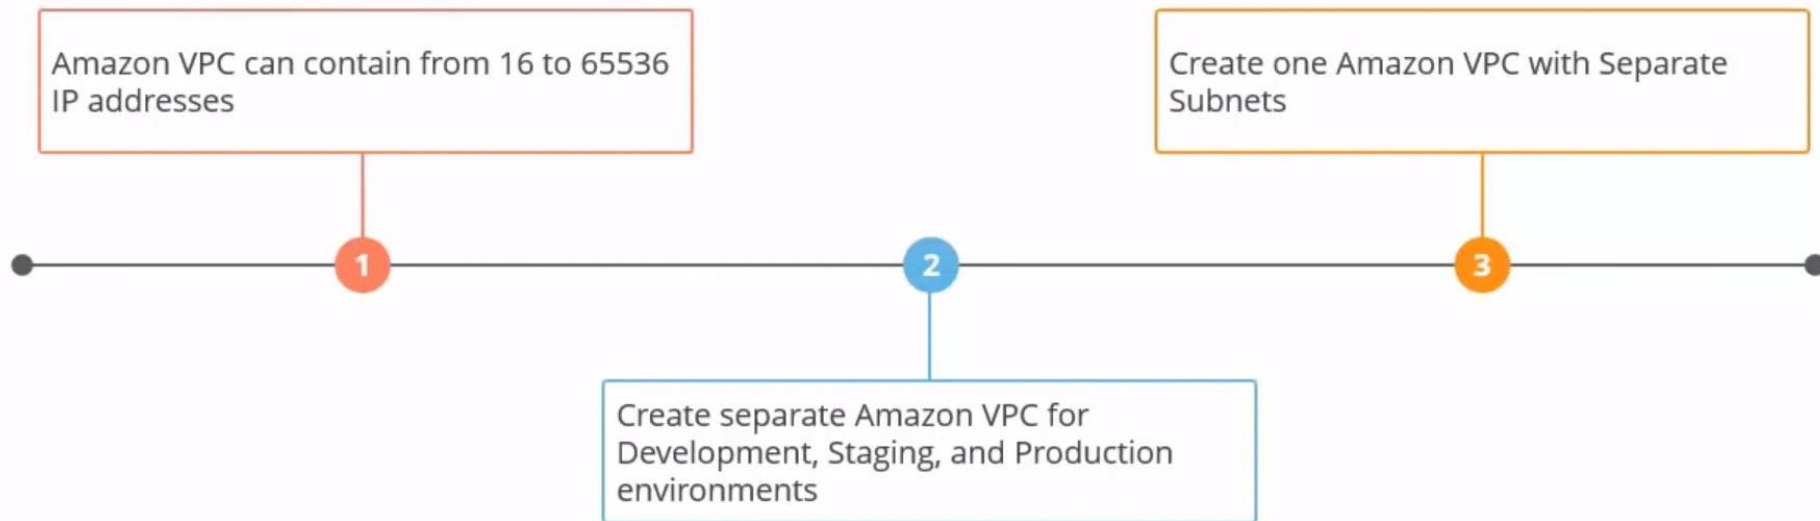 Amazon VPC can contain from 16 to 65536
IP addresses
Create one Amazon VPC with Separate
Subnets
1
2
3
Create separate Amazon VPC for
Development, Staging, and Production
environments